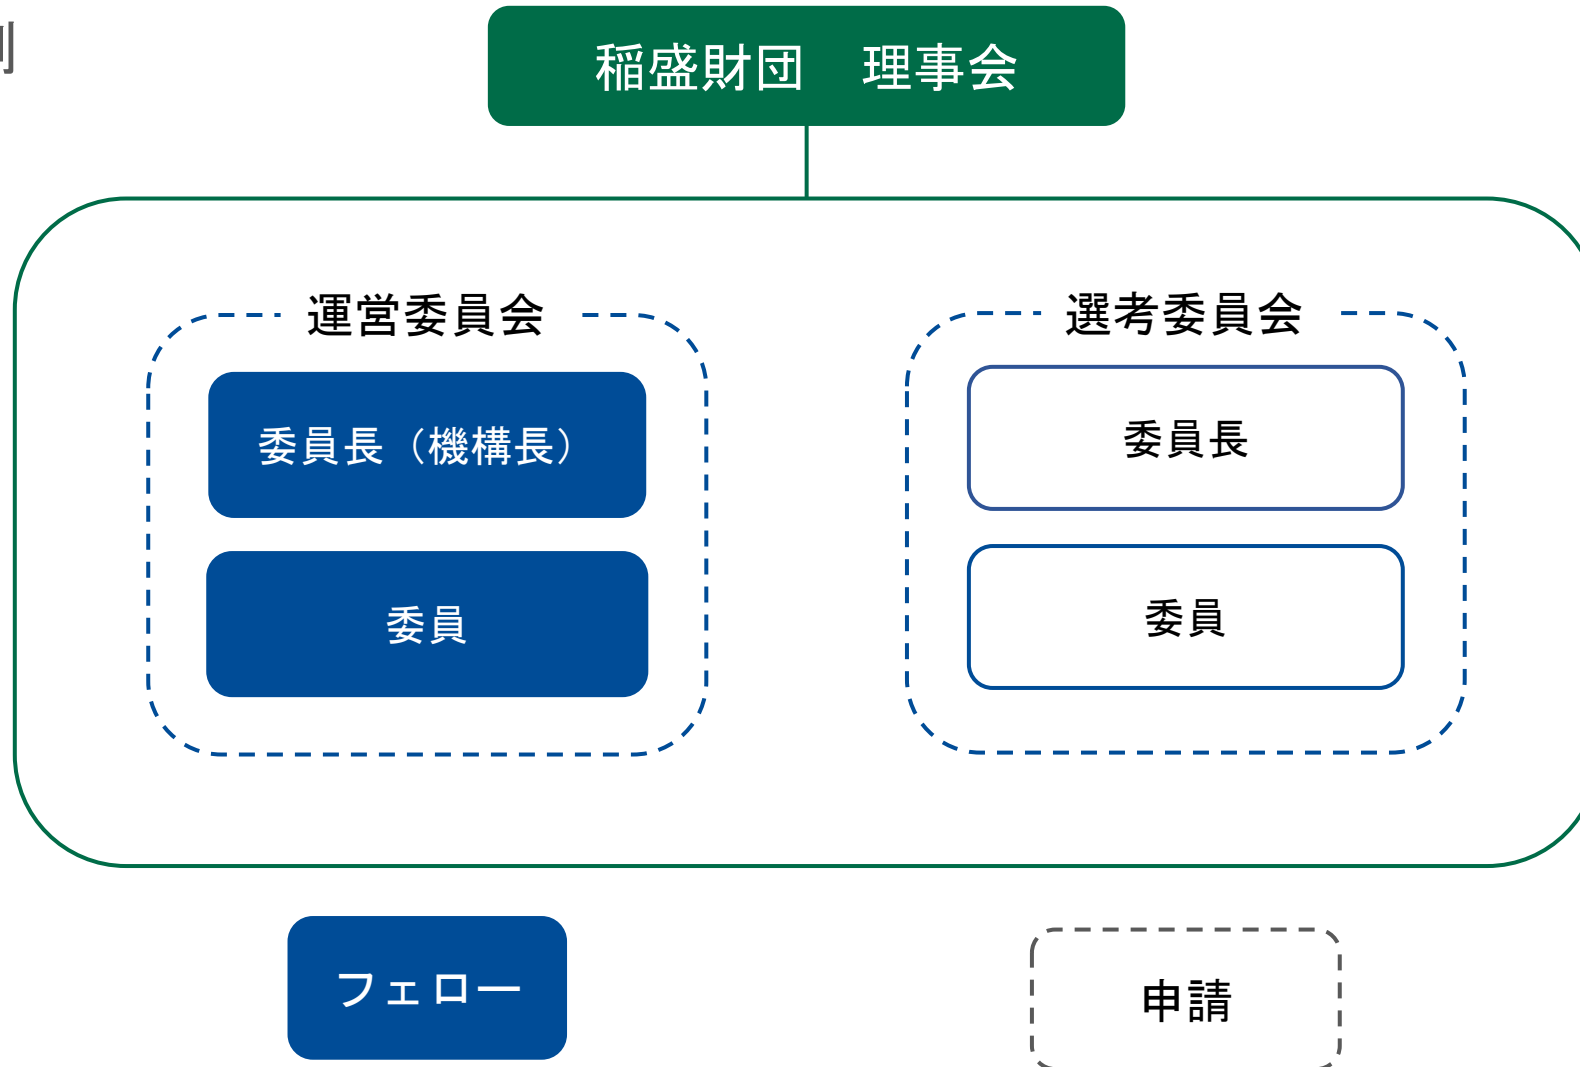 稲盛財団　理事会
運営委員会
選考委員会
委員長（機構長）
委員長
委員
委員
フェロー
申請